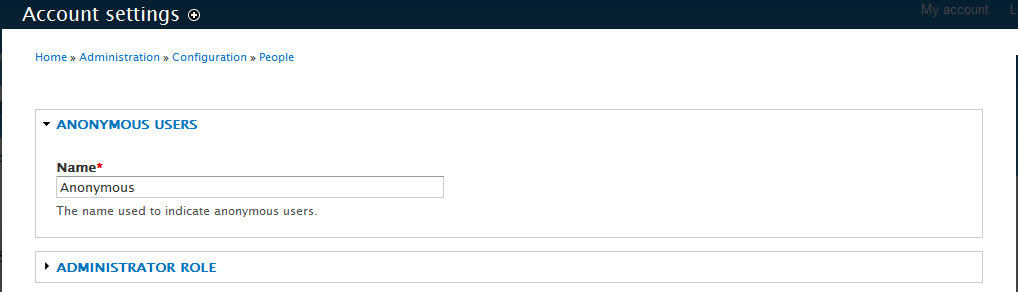 Account settings
My account
Home » Administration » Configuration » People
ANONYMOUS USERS
Name*
Anonymous
The name used to indicate anonymous users.
ADMINISTRATOR ROLE